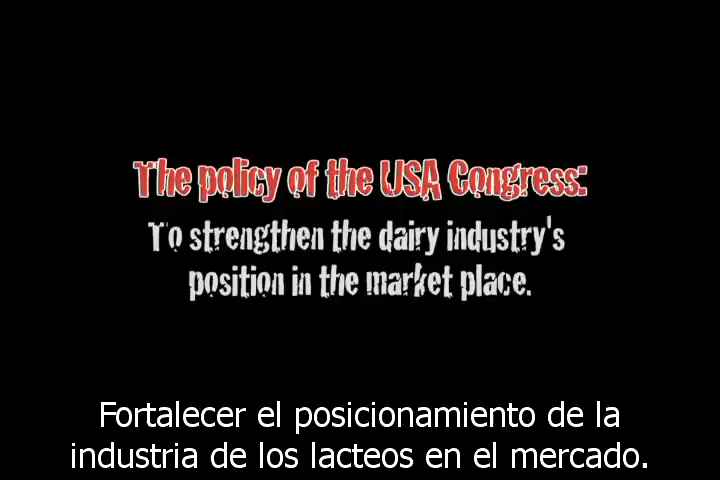 The policy of the USA Congress:
To strengthen the dairy industry's
position in the market place.
Fortalecer el posicionamiento de la
industria de los lacteos en el mercado.